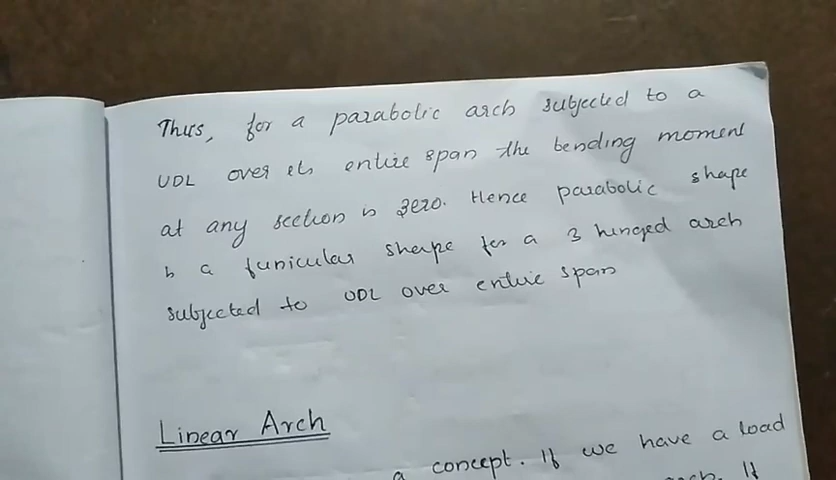 Thus, for a parabolic arch subjected to a
UDL over its entire span the bending moment
at any section is zero. Hence parabolic shape
is a funicular shape for a 3 hinged arch
subjected to UDL over entire span
Linear Arch
a concept. If we have a load
arch. If